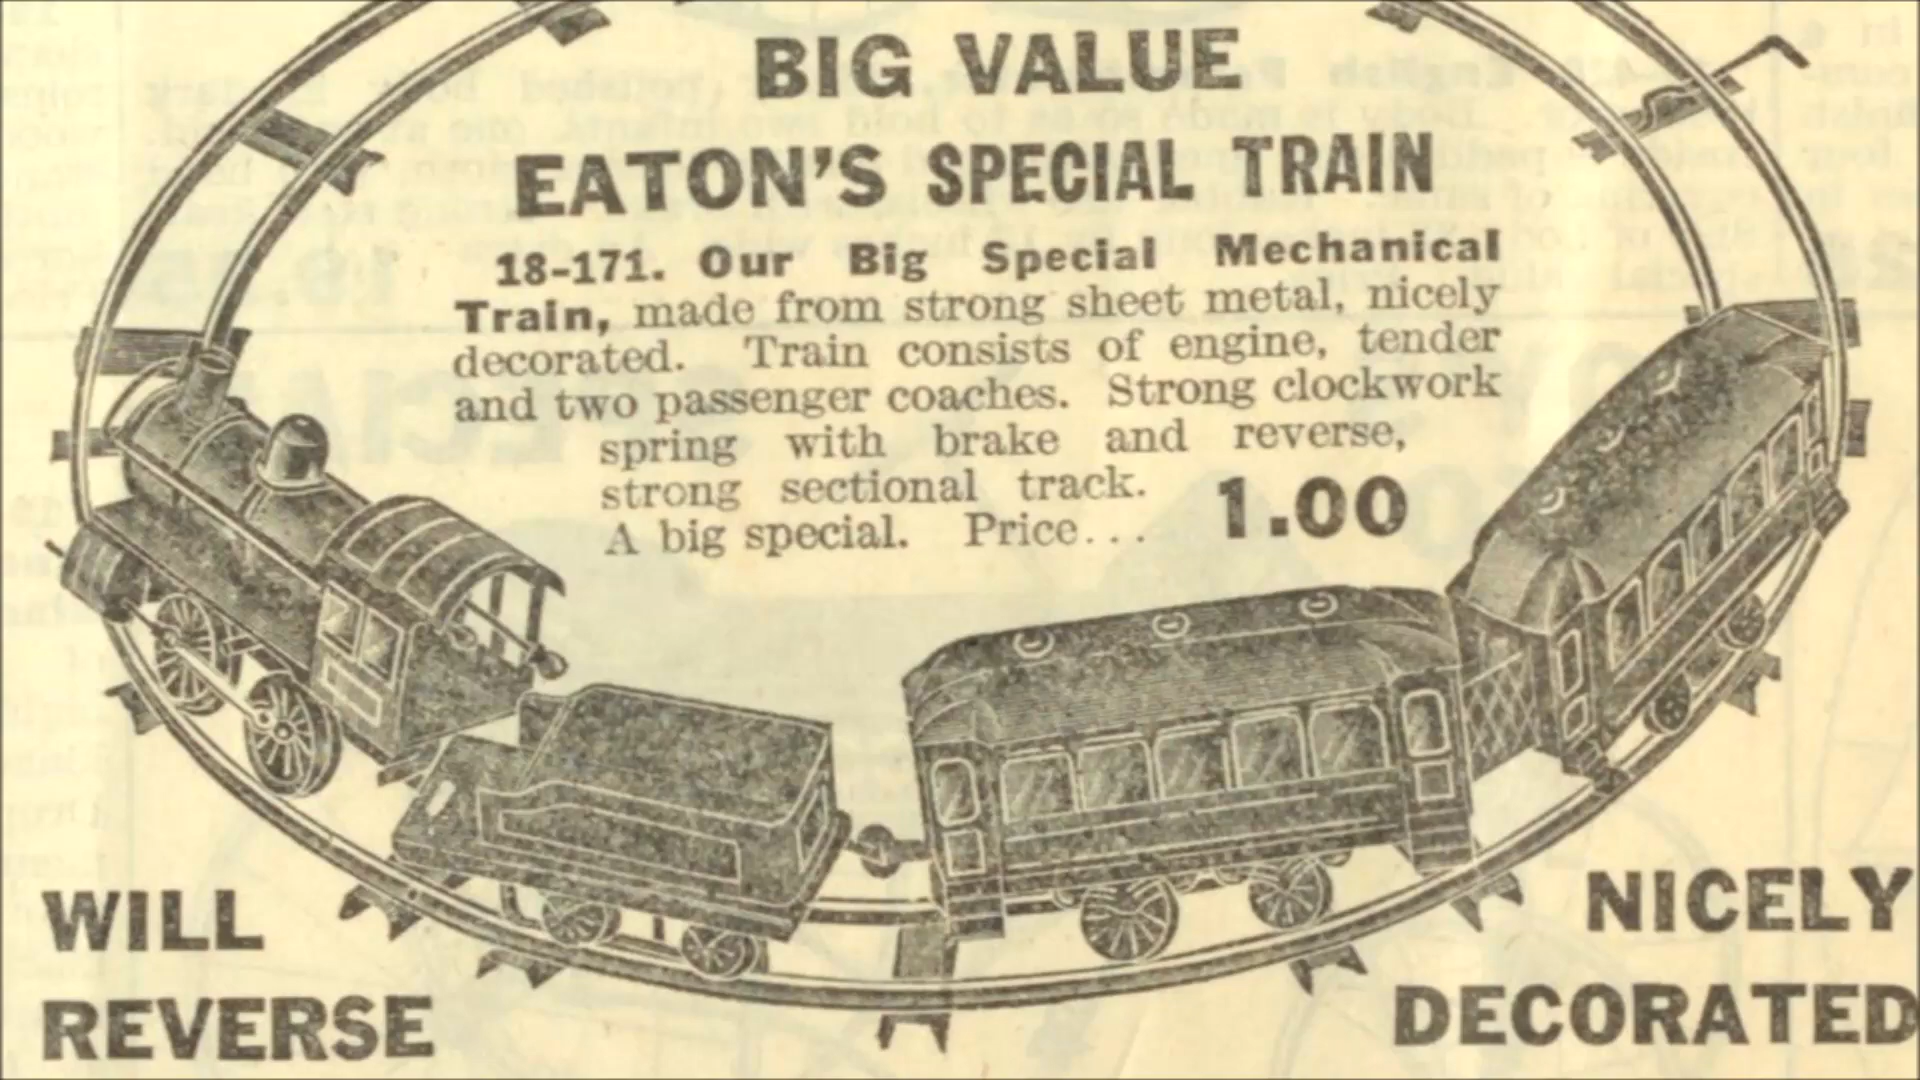 BIG VALUE
EATON'S SPECIAL TRAIN
18-171. Our Big Special Mechanical
Train, made from strong sheet metal, nicely
decorated. Train consists of engine, tender
and two passenger coaches. Strong clockwork
spring with brake and reverse,
strong sectional track.
A big special. Price... 1.00
WILL
REVERSE
NICELY
DECORATED